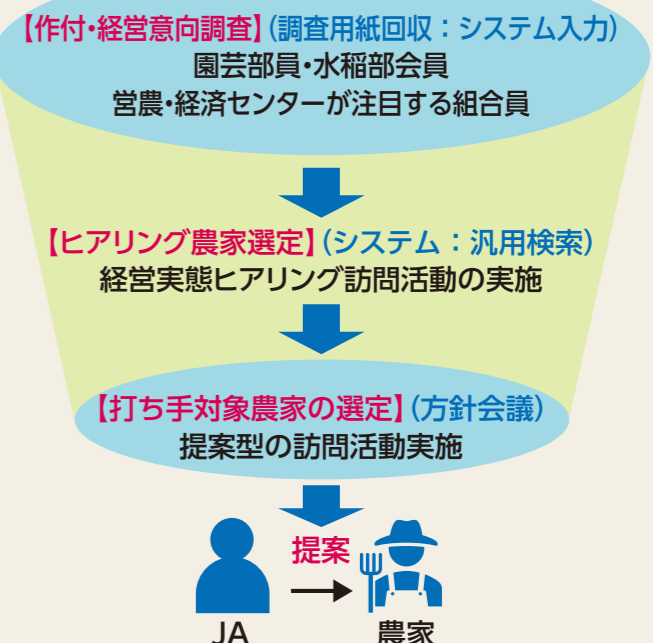 【作付・経営意向調査】(調査用紙回収：システム入力)
園芸部員・水稲部会員
営農・経済センターが注目する組合員
【ヒアリング農家選定】(システム：汎用検索)
経営実態ヒアリング訪問活動の実施
【打ち手対象農家の選定】(方針会議)
提案型の訪問活動実施
提案
JA
農家